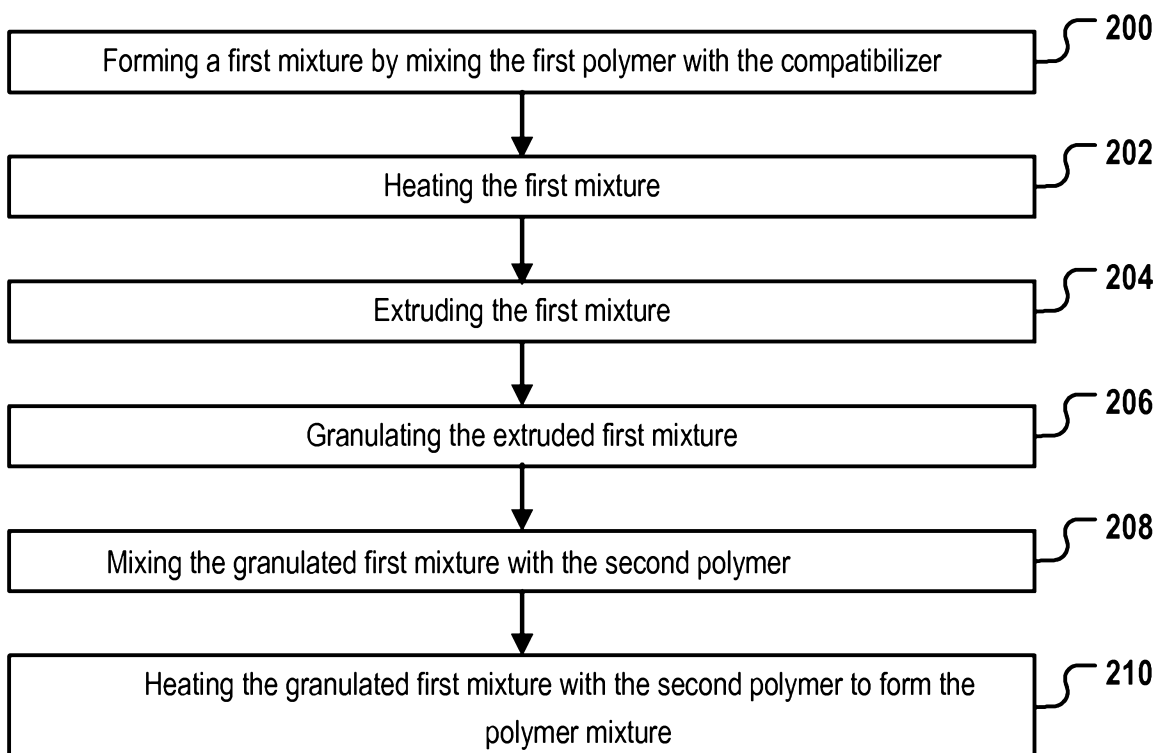 200
Forming a first mixture by mixing the first polymer with the compatibilizer
202
Heating the first mixture
204
Extruding the first mixture
206
Granulating the extruded first mixture
208
Mixing the granulated first mixture with the second polymer
210
Heating the granulated first mixture with the second polymer to form the
polymer mixture